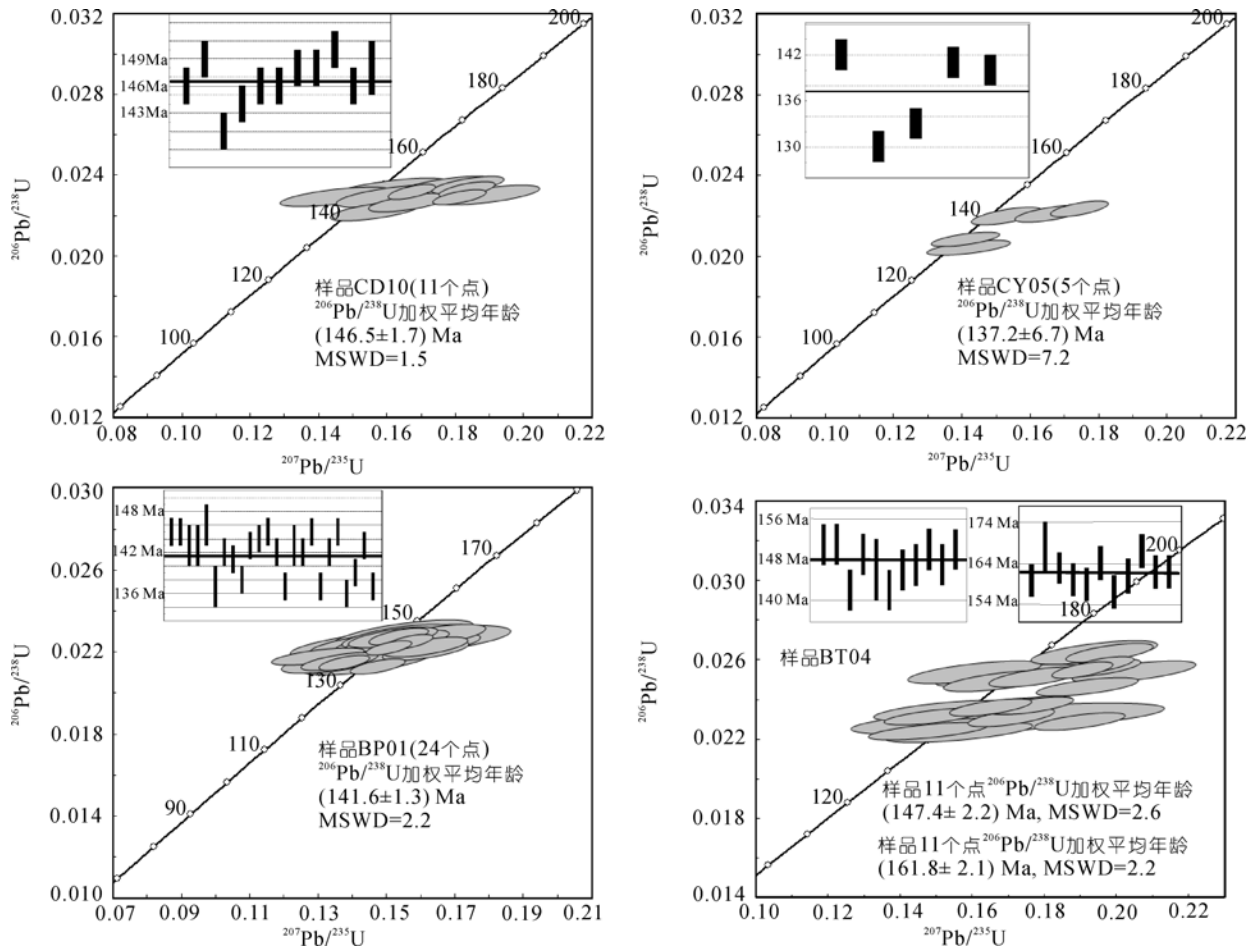 0.032
0.028
0.024
0.020
0.016
0.012
²⁰⁶Pb/²³⁸U
149Ma
146Ma
143Ma
200
180
160
140
120
100
样品CD10(11个点)
²⁰⁶Pb/²³⁸U加权平均年龄
(146.5±1.7) Ma
MSWD=1.5
0.08 0.10 0.12 0.14 0.16 0.18 0.20 0.22
²⁰⁷Pb/²³⁵U
0.032
0.028
0.024
0.020
0.016
0.012
²⁰⁶Pb/²³⁸U
142
136
130
200
180
160
140
120
100
样品CY05(5个点)
²⁰⁶Pb/²³⁸U加权平均年龄
(137.2±6.7) Ma
MSWD=7.2
0.08 0.10 0.12 0.14 0.16 0.18 0.20 0.22
²⁰⁷Pb/²³⁵U
0.030
0.026
0.022
0.018
0.014
0.010
²⁰⁶Pb/²³⁸U
148 Ma
142 Ma
136 Ma
170
150
130
110
90
样品BP01(24个点)
²⁰⁶Pb/²³⁸U加权平均年龄
(141.6±1.3) Ma
MSWD=2.2
0.07 0.09 0.11 0.13 0.15 0.17 0.19 0.21
²⁰⁷Pb/²³⁵U
0.034
0.030
0.026
0.022
0.018
0.014
²⁰⁶Pb/²³⁸U
156 Ma
148 Ma
140 Ma
174 Ma
164 Ma
154 Ma
200
180
120
样品BT04
样品11个点²⁰⁶Pb/²³⁸U加权平均年龄
(147.4± 2.2) Ma, MSWD=2.6
样品11个点²⁰⁶Pb/²³⁸U加权平均年龄
(161.8± 2.1) Ma, MSWD=2.2
0.10 0.12 0.14 0.16 0.18 0.20 0.22
²⁰⁷Pb/²³⁵U